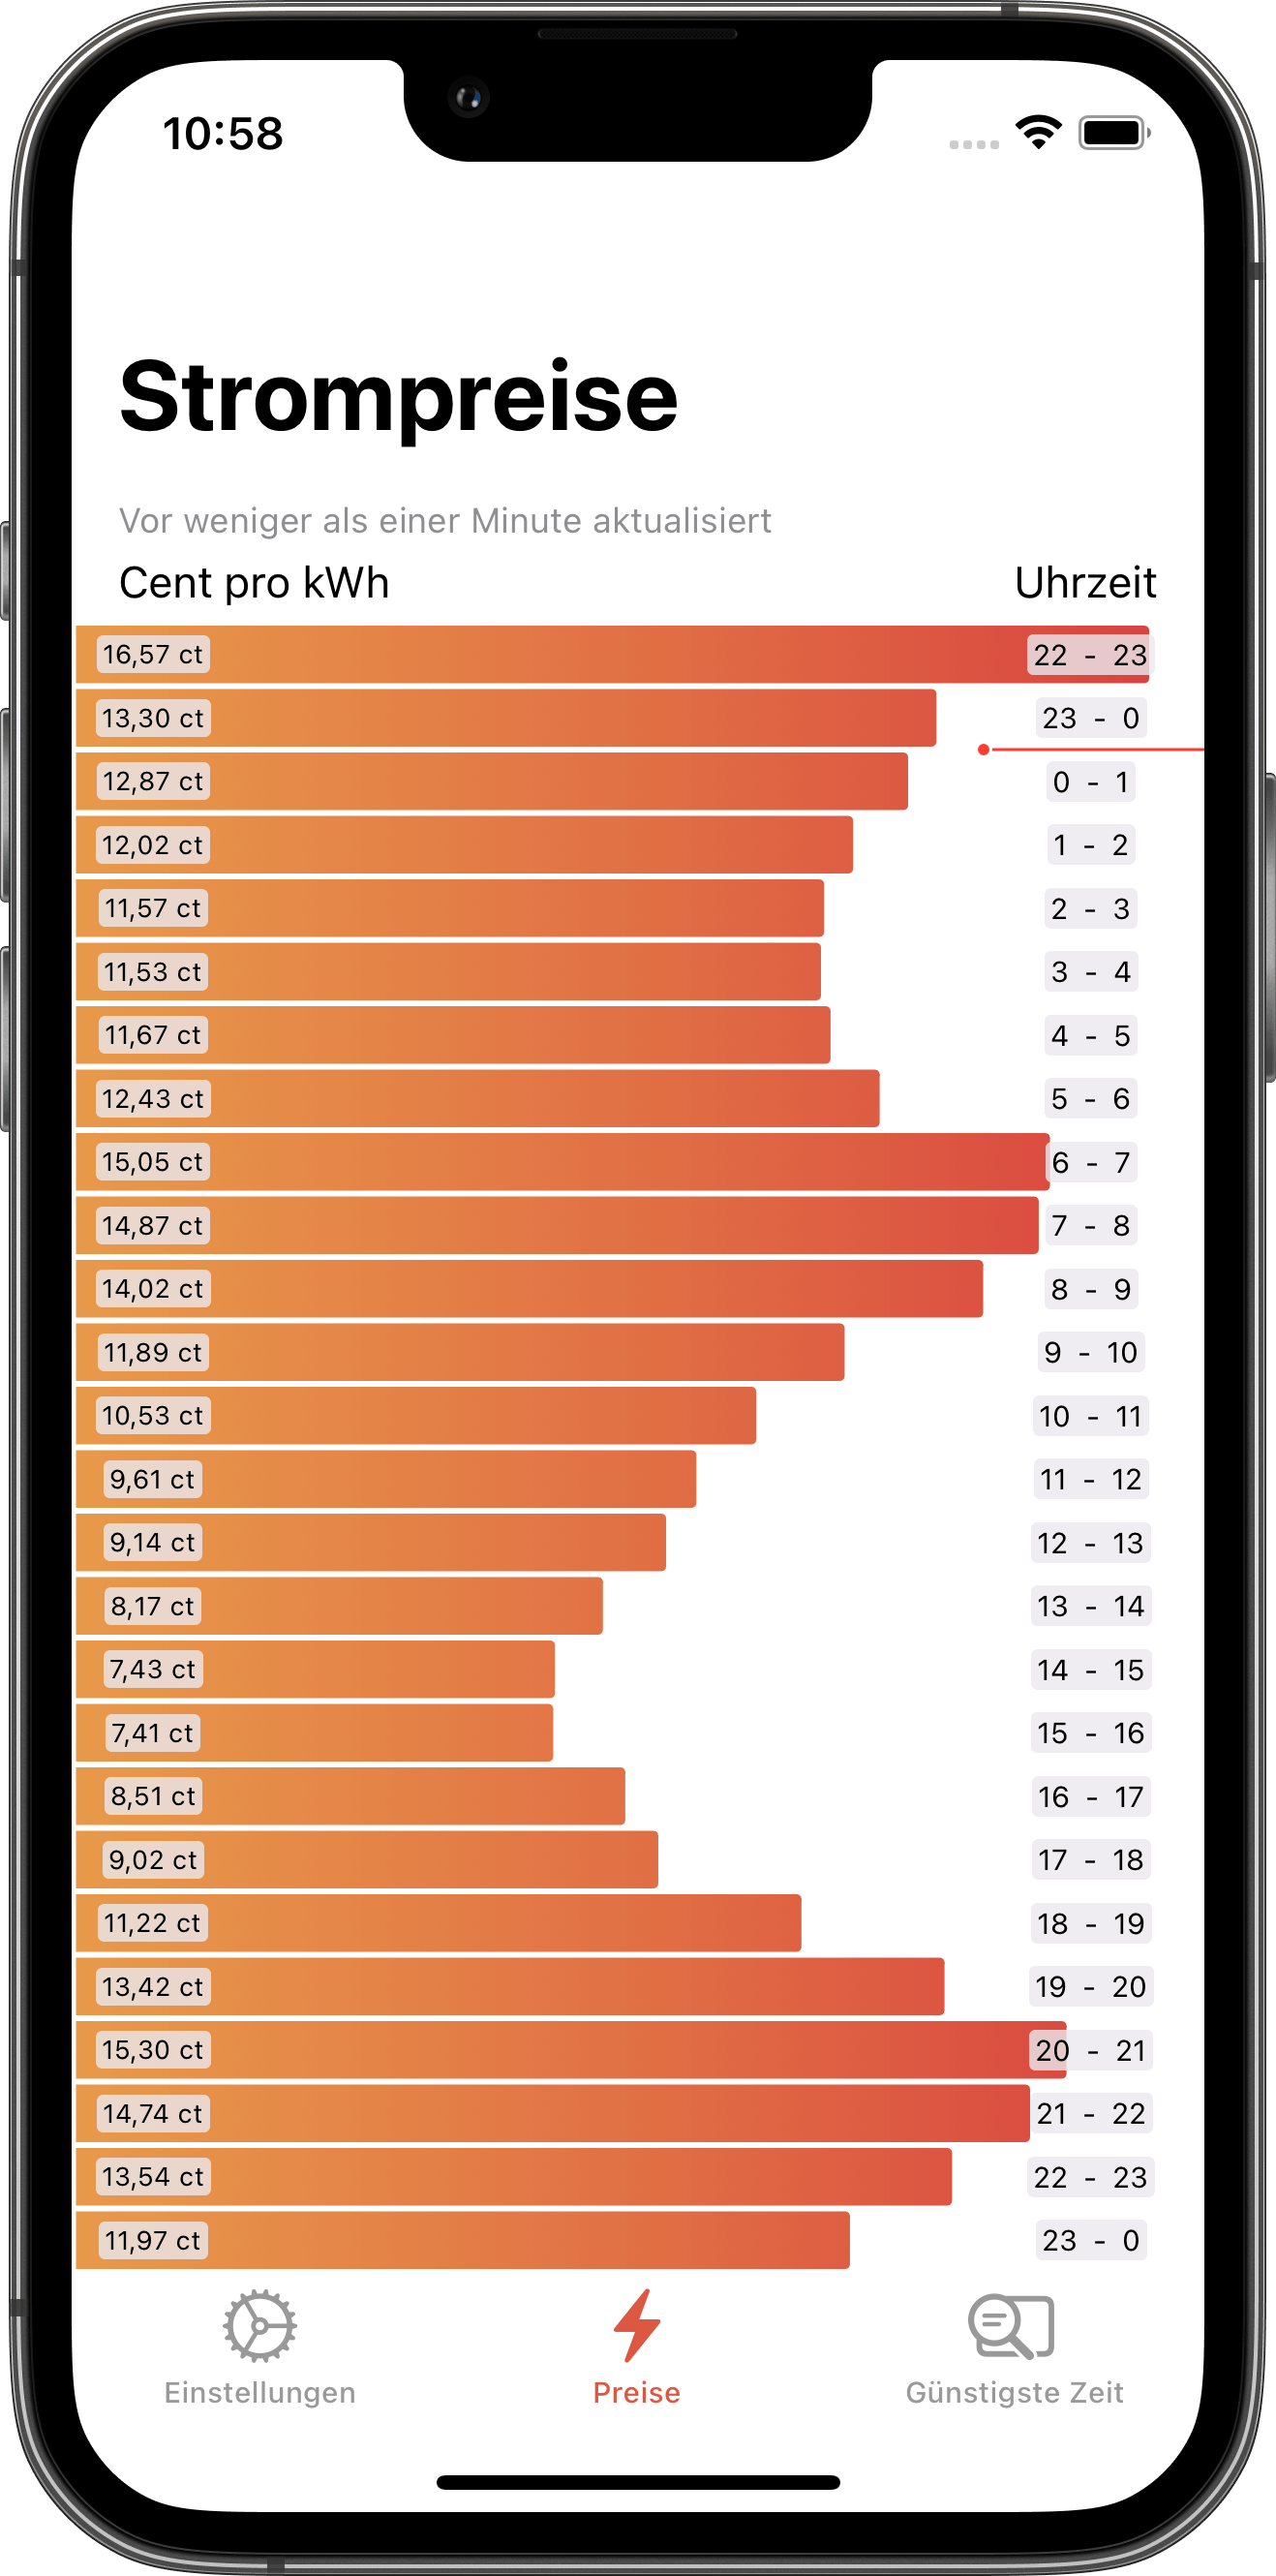 10:58
Strompreise
Vor weniger als einer Minute aktualisiert
Cent pro kWh Uhrzeit
16,57 ct 22 - 23
13,30 ct 23 - 0
12,87 ct 0 - 1
12,02 ct 1 - 2
11,57 ct 2 - 3
11,53 ct 3 - 4
11,67 ct 4 - 5
12,43 ct 5 - 6
15,05 ct 6 - 7
14,87 ct 7 - 8
14,02 ct 8 - 9
11,89 ct 9 - 10
10,53 ct 10 - 11
9,61 ct 11 - 12
9,14 ct 12 - 13
8,17 ct 13 - 14
7,43 ct 14 - 15
7,41 ct 15 - 16
8,51 ct 16 - 17
9,02 ct 17 - 18
11,22 ct 18 - 19
13,42 ct 19 - 20
15,30 ct 20 - 21
14,74 ct 21 - 22
13,54 ct 22 - 23
11,97 ct 23 - 0
Einstellungen Preise Günstigste Zeit